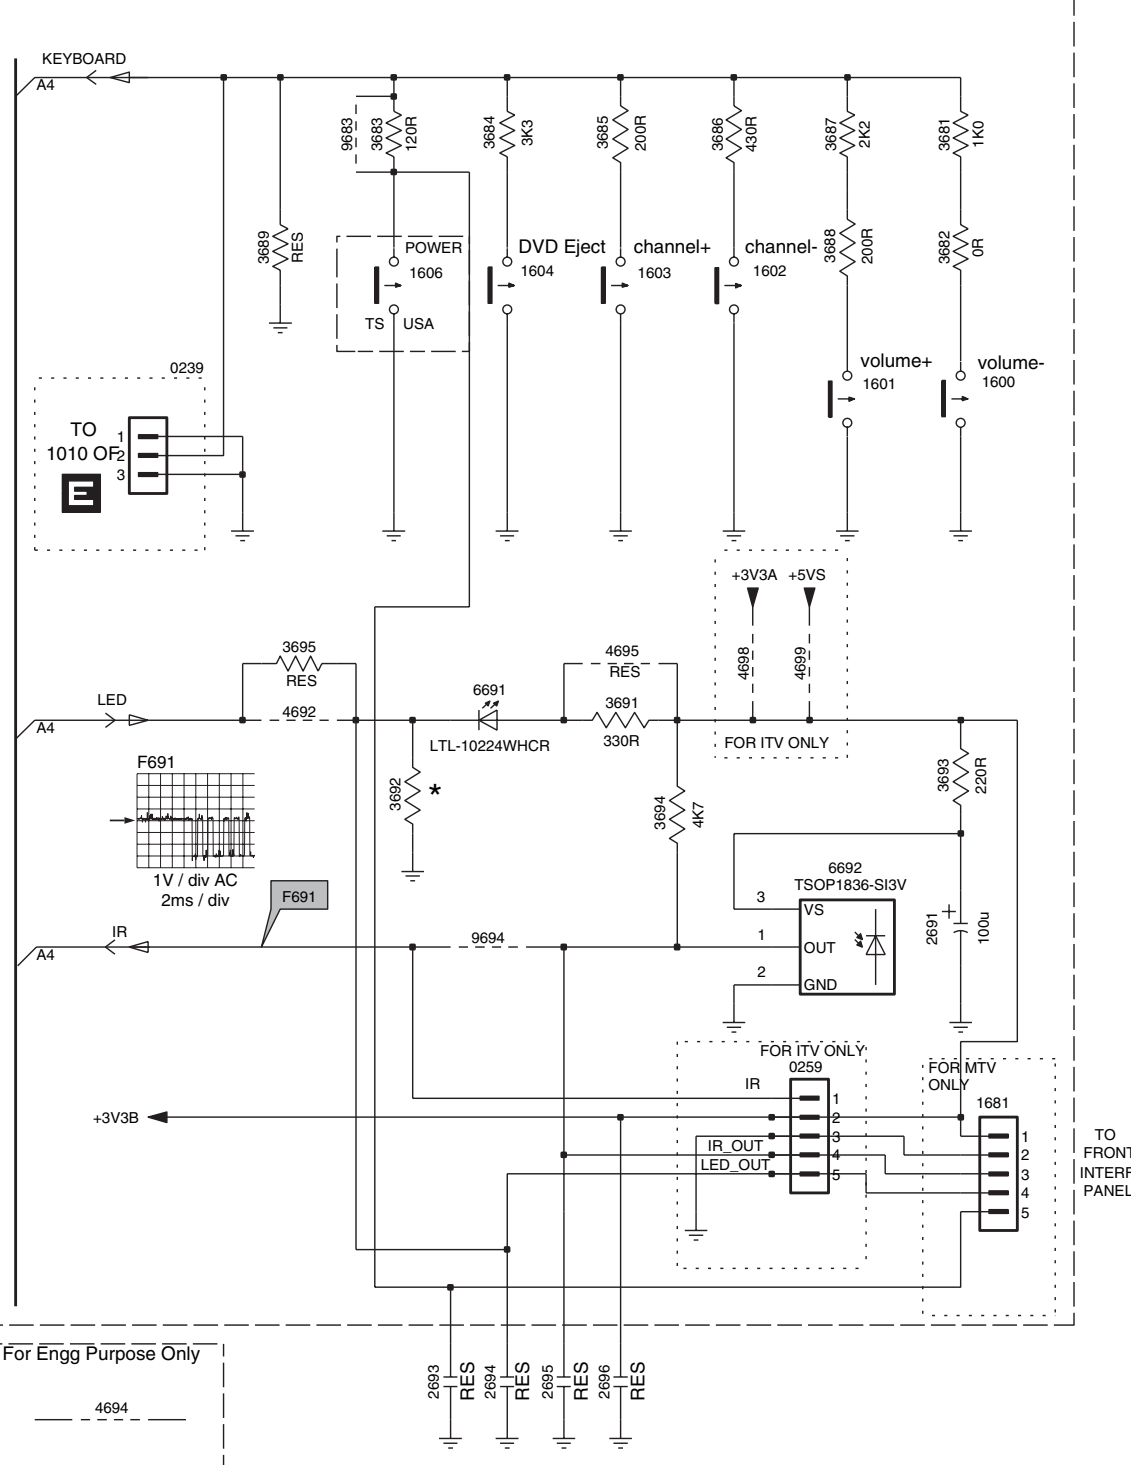 KEYBOARD
A4
9683
3683
120R
3684
3K3
3685
200R
3686
430R
3687
2K2
3681
1K0
3689
RES
POWER
1606
TS USA
DVD Eject
1604
channel+
1603
channel-
1602
3688
200R
3682
0R
volume+
1601
volume-
1600
0239
TO
1010 OF
E
1
2
3
+3V3A
+5VS
4698
4699
FOR ITV ONLY
3695
RES
LED
A4
4692
6691
LTL-10224WHCR
4695
RES
3691
330R
3692
*
3694
4K7
3693
220R
F691
1V / div AC
2ms / div
F691
6692
TSOP1836-SI3V
3
VS
1
OUT
2
GND
2691
+
100u
IR
A4
9694
FOR ITV ONLY
0259
IR
1
2
3
4
5
IR_OUT
LED_OUT
+3V3B
FOR MTV
ONLY
1681
1
2
3
4
5
TO
FRONT
INTERF
PANEL
2693
RES
2694
RES
2695
RES
2696
RES
For Engg Purpose Only
4694